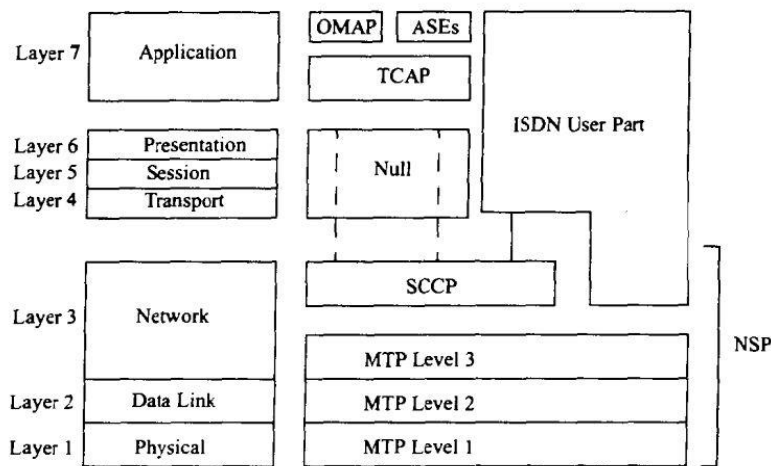 OMAP ASEs
Layer 7 Application
TCAP
ISDN User Part
Layer 6 Presentation
Layer 5 Session Null
Layer 4 Transport
SCCP
Layer 3 Network
NSP
MTP Level 3
Layer 2 Data Link MTP Level 2
Layer 1 Physical MTP Level 1